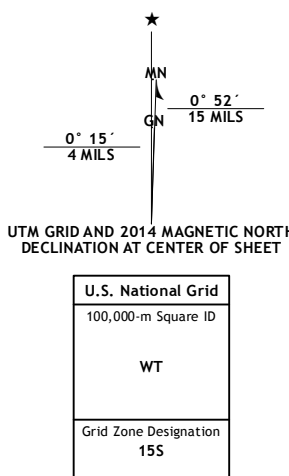 ★
MN
GN
0° 52´
15 MILS
0° 15´
4 MILS
UTM GRID AND 2014 MAGNETIC NORTH
DECLINATION AT CENTER OF SHEET
U.S. National Grid
100,000-m Square ID
WT
Grid Zone Designation
15S